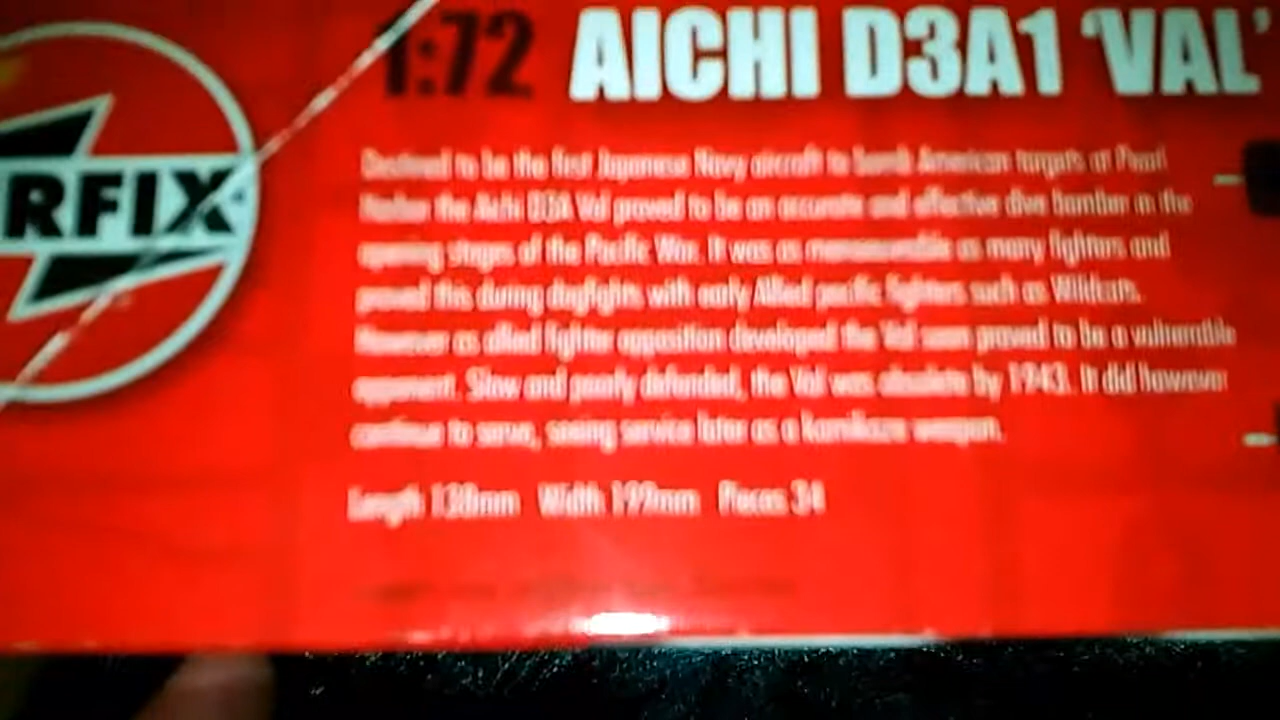 1:72 AICHI D3A1 'VAL'
RFIX
Destined to be the first Japanese Navy aircraft to bomb American targets at Pearl
Harbor the Aichi D3A Val proved to be an accurate and effective dive bomber in the
opening stages of the Pacific War. It was as manoeuvrable as many fighters and
proved this during dogfights with early Allied pacific fighters such as Wildcats.
However as allied fighter opposition developed the Val soon proved to be a vulnerable
opponent. Slow and poorly defended, the Val was obsolete by 1943. It did however
continue to serve, seeing service later as a kamikaze weapon.
Length Width 199mm Pieces 34